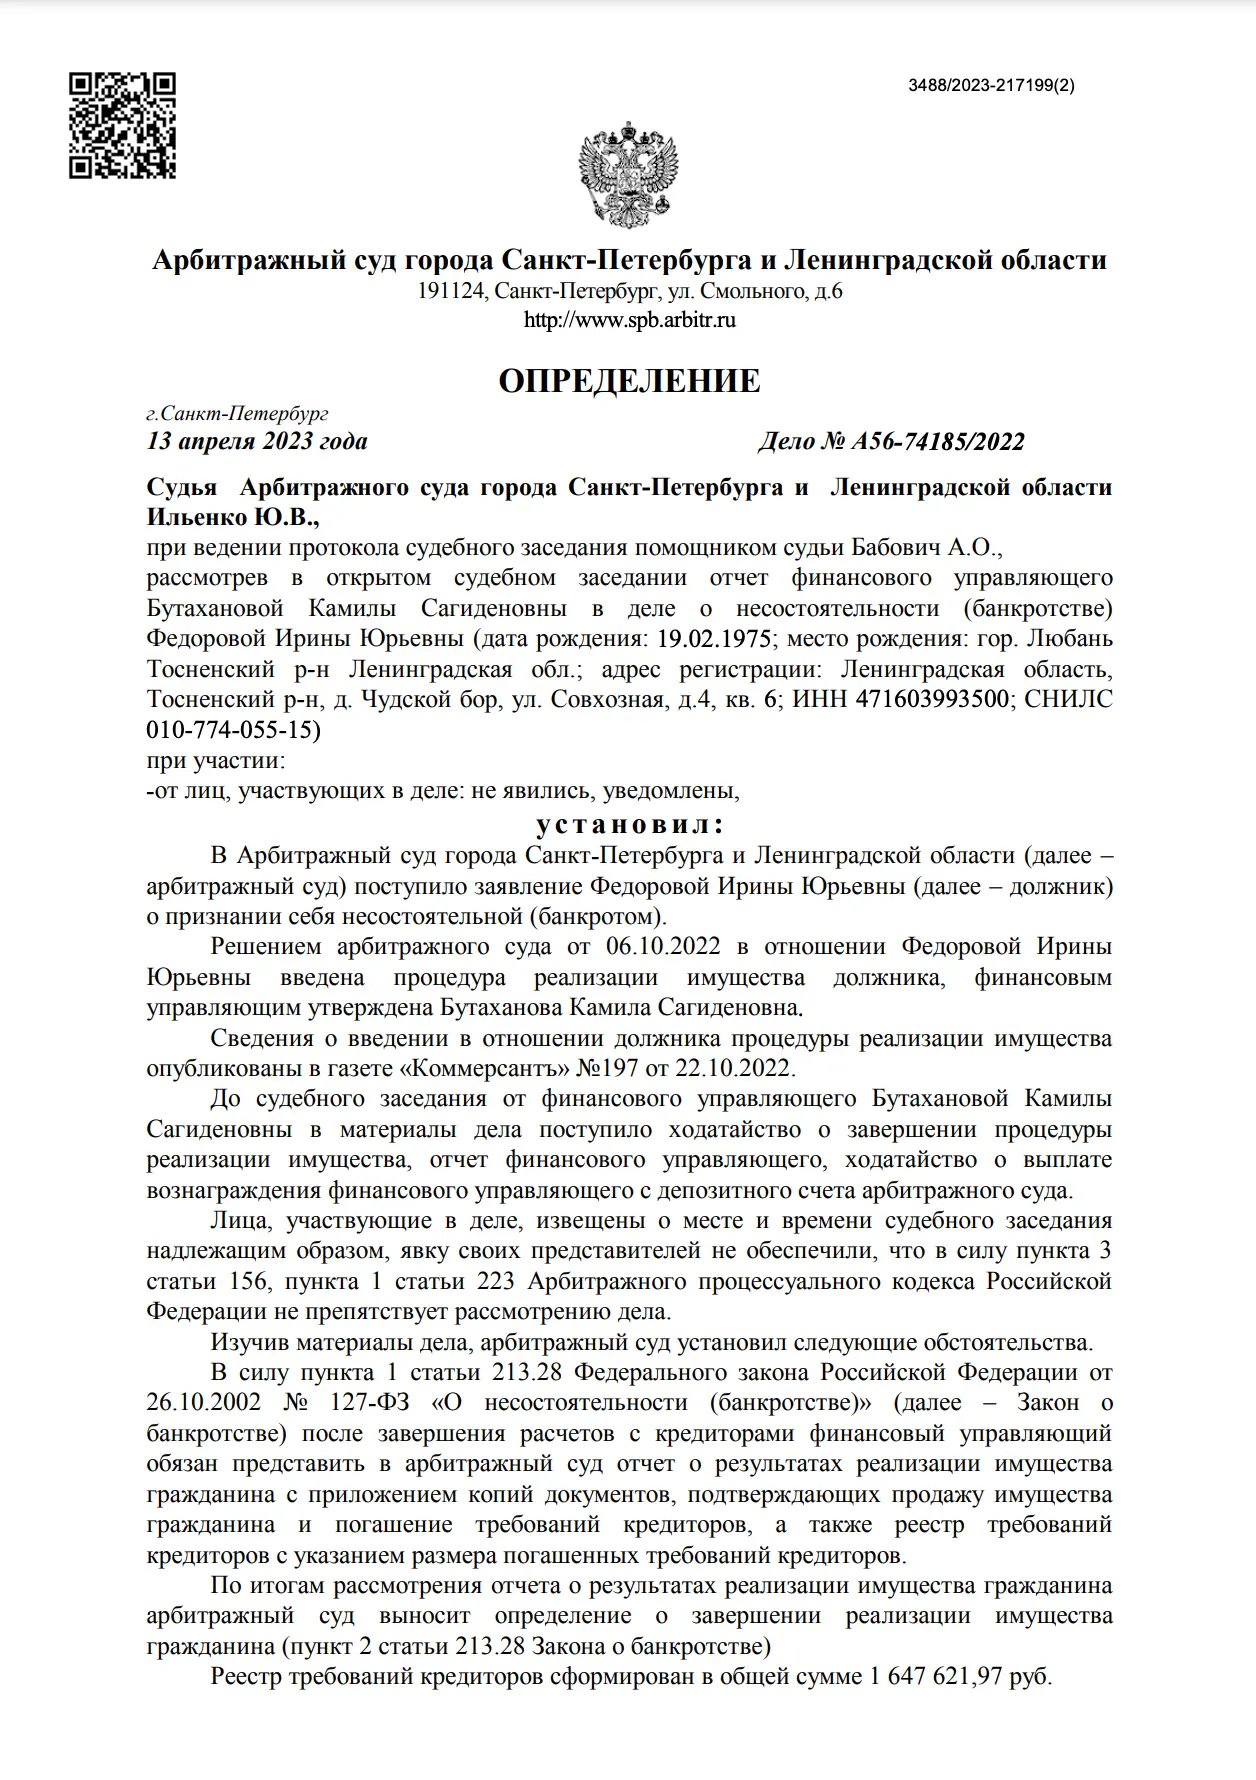 3488/2023-217199(2)
Арбитражный суд города Санкт-Петербурга и Ленинградской области
191124, Санкт-Петербург, ул. Смольного, д.6
http://www.spb.arbitr.ru
ОПРЕДЕЛЕНИЕ
г.Санкт-Петербург
13 апреля 2023 года Дело № А56-74185/2022
Судья Арбитражного суда города Санкт-Петербурга и Ленинградской области
Ильенко Ю.В.,
при ведении протокола судебного заседания помощником судьи Бабович А.О.,
рассмотрев в открытом судебном заседании отчет финансового управляющего
Бутахановой Камилы Сагиденовны в деле о несостоятельности (банкротстве)
Федоровой Ирины Юрьевны (дата рождения: 19.02.1975; место рождения: гор. Любань
Тосненский р-н Ленинградская обл.; адрес регистрации: Ленинградская область,
Тосненский р-н, д. Чудской бор, ул. Совхозная, д.4, кв. 6; ИНН 471603993500; СНИЛС
010-774-055-15)
при участии:
-от лиц, участвующих в деле: не явились, уведомлены,
установил:
В Арбитражный суд города Санкт-Петербурга и Ленинградской области (далее –
арбитражный суд) поступило заявление Федоровой Ирины Юрьевны (далее – должник)
о признании себя несостоятельной (банкротом).
Решением арбитражного суда от 06.10.2022 в отношении Федоровой Ирины
Юрьевны введена процедура реализации имущества должника, финансовым
управляющим утверждена Бутаханова Камила Сагиденовна.
Сведения о введении в отношении должника процедуры реализации имущества
опубликованы в газете «Коммерсантъ» №197 от 22.10.2022.
До судебного заседания от финансового управляющего Бутахановой Камилы
Сагиденовны в материалы дела поступило ходатайство о завершении процедуры
реализации имущества, отчет финансового управляющего, ходатайство о выплате
вознаграждения финансового управляющего с депозитного счета арбитражного суда.
Лица, участвующие в деле, извещены о месте и времени судебного заседания
надлежащим образом, явку своих представителей не обеспечили, что в силу пункта 3
статьи 156, пункта 1 статьи 223 Арбитражного процессуального кодекса Российской
Федерации не препятствует рассмотрению дела.
Изучив материалы дела, арбитражный суд установил следующие обстоятельства.
В силу пункта 1 статьи 213.28 Федерального закона Российской Федерации от
26.10.2002 № 127-ФЗ «О несостоятельности (банкротстве)» (далее – Закон о
банкротстве) после завершения расчетов с кредиторами финансовый управляющий
обязан представить в арбитражный суд отчет о результатах реализации имущества
гражданина с приложением копий документов, подтверждающих продажу имущества
гражданина и погашение требований кредиторов, а также реестр требований
кредиторов с указанием размера погашенных требований кредиторов.
По итогам рассмотрения отчета о результатах реализации имущества гражданина
арбитражный суд выносит определение о завершении реализации имущества
гражданина (пункт 2 статьи 213.28 Закона о банкротстве)
Реестр требований кредиторов сформирован в общей сумме 1 647 621,97 руб.